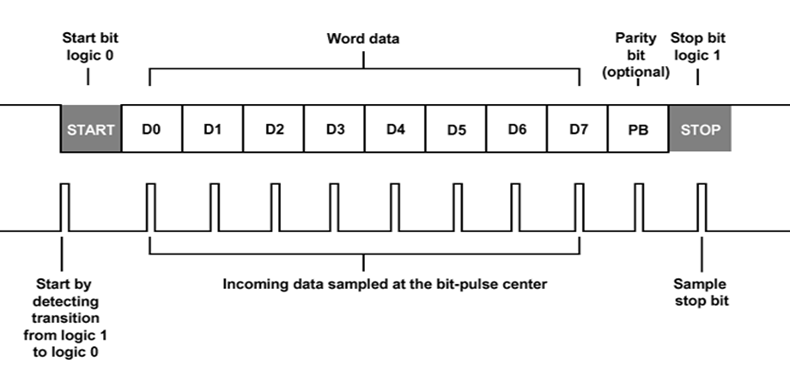 Start bit
logic 0
Word data
Parity
bit
(optional)
Stop bit
logic 1
START
D0
D1
D2
D3
D4
D5
D6
D7
PB
STOP
Start by
detecting
transition
from logic 1
to logic 0
Incoming data sampled at the bit-pulse center
Sample
stop bit